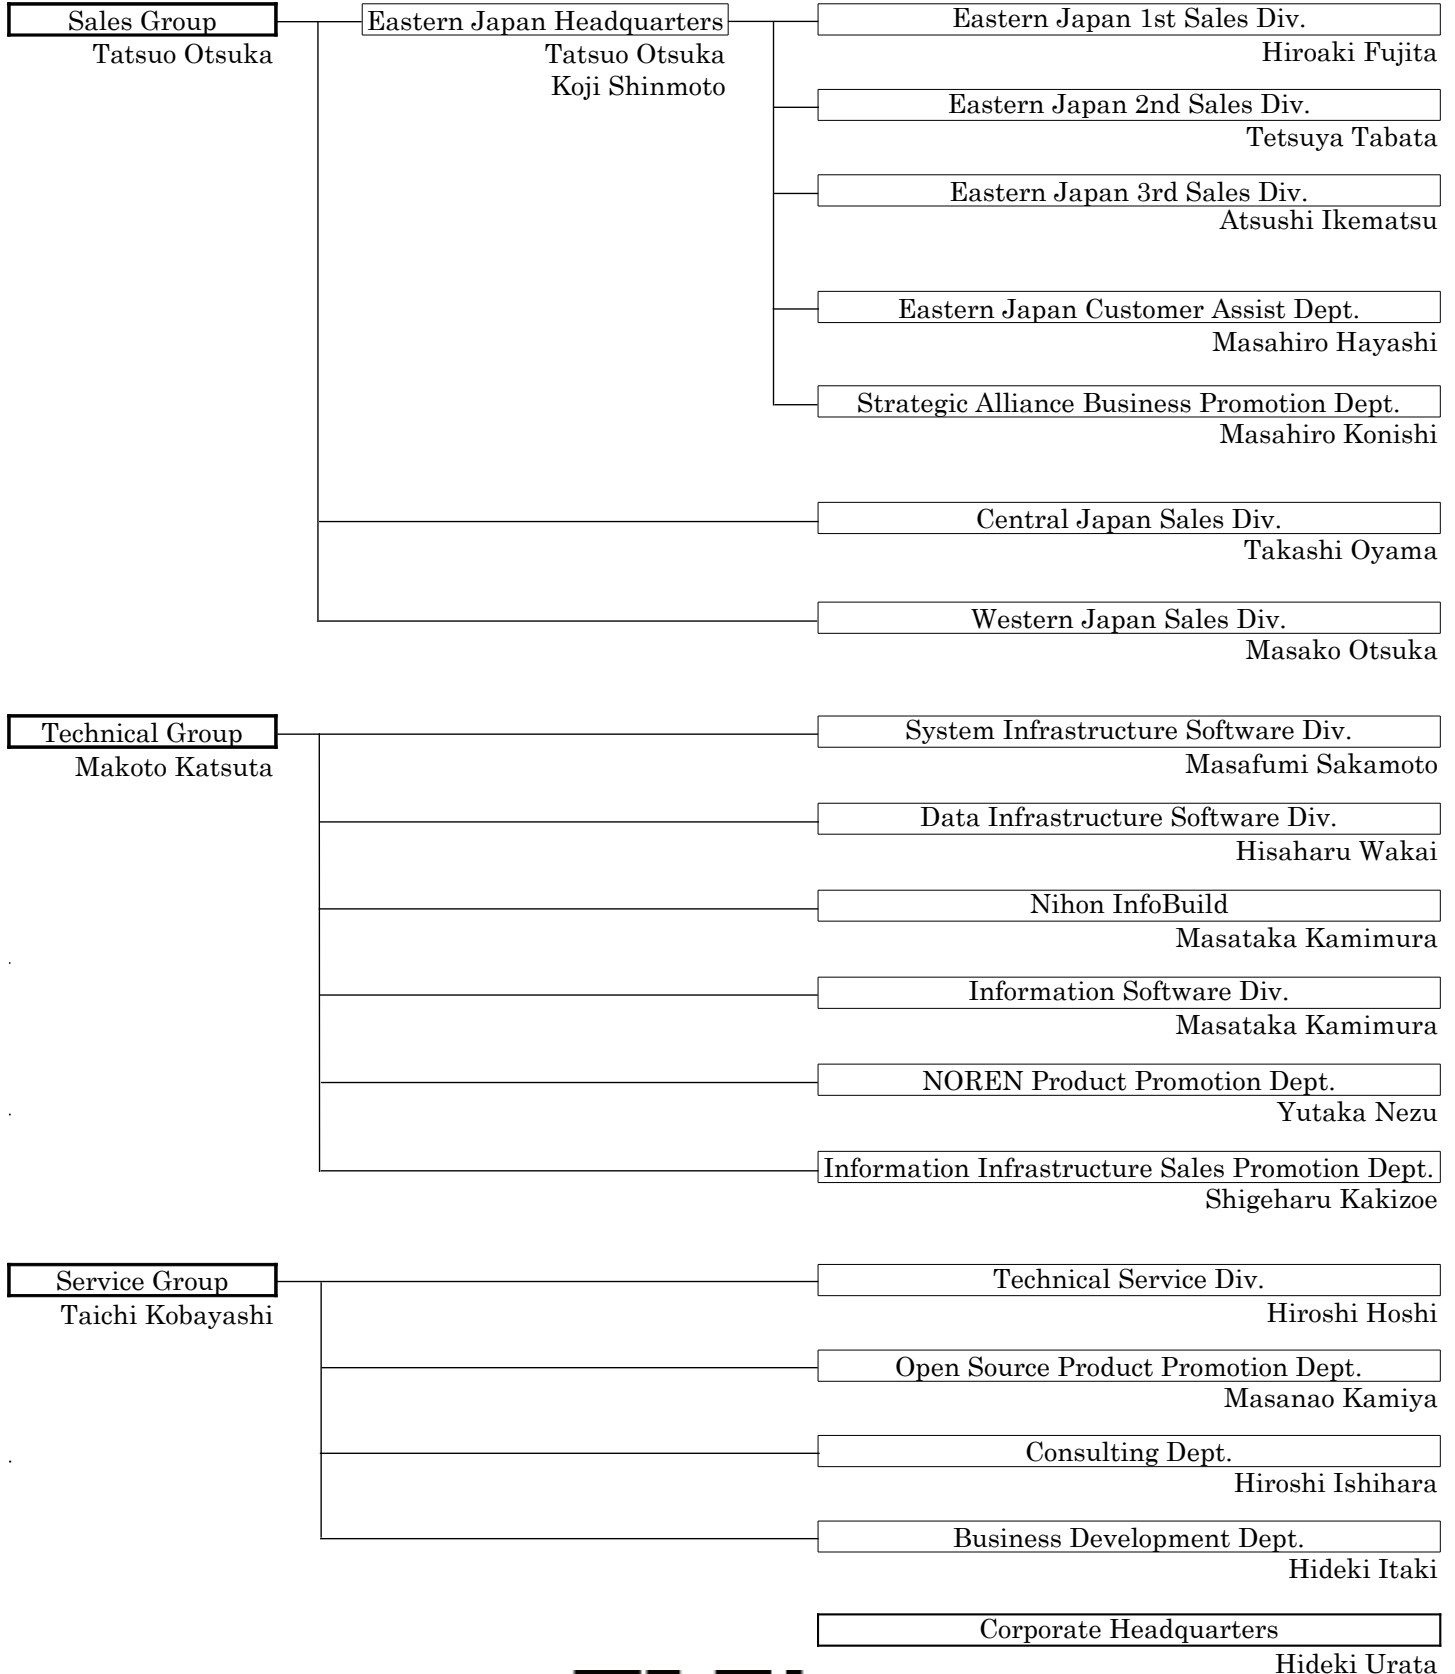 Sales Group
Tatsuo Otsuka
Eastern Japan Headquarters
Tatsuo Otsuka
Koji Shinmoto
Eastern Japan 1st Sales Div.
Hiroaki Fujita
Eastern Japan 2nd Sales Div.
Tetsuya Tabata
Eastern Japan 3rd Sales Div.
Atsushi Ikematsu
Eastern Japan Customer Assist Dept.
Masahiro Hayashi
Strategic Alliance Business Promotion Dept.
Masahiro Konishi
Central Japan Sales Div.
Takashi Oyama
Western Japan Sales Div.
Masako Otsuka
Technical Group
Makoto Katsuta
System Infrastructure Software Div.
Masafumi Sakamoto
Data Infrastructure Software Div.
Hisaharu Wakai
Nihon InfoBuild
Masataka Kamimura
Information Software Div.
Masataka Kamimura
NOREN Product Promotion Dept.
Yutaka Nezu
Information Infrastructure Sales Promotion Dept.
Shigeharu Kakizoe
Service Group
Taichi Kobayashi
Technical Service Div.
Hiroshi Hoshi
Open Source Product Promotion Dept.
Masanao Kamiya
Consulting Dept.
Hiroshi Ishihara
Business Development Dept.
Hideki Itaki
Corporate Headquarters
Hideki Urata